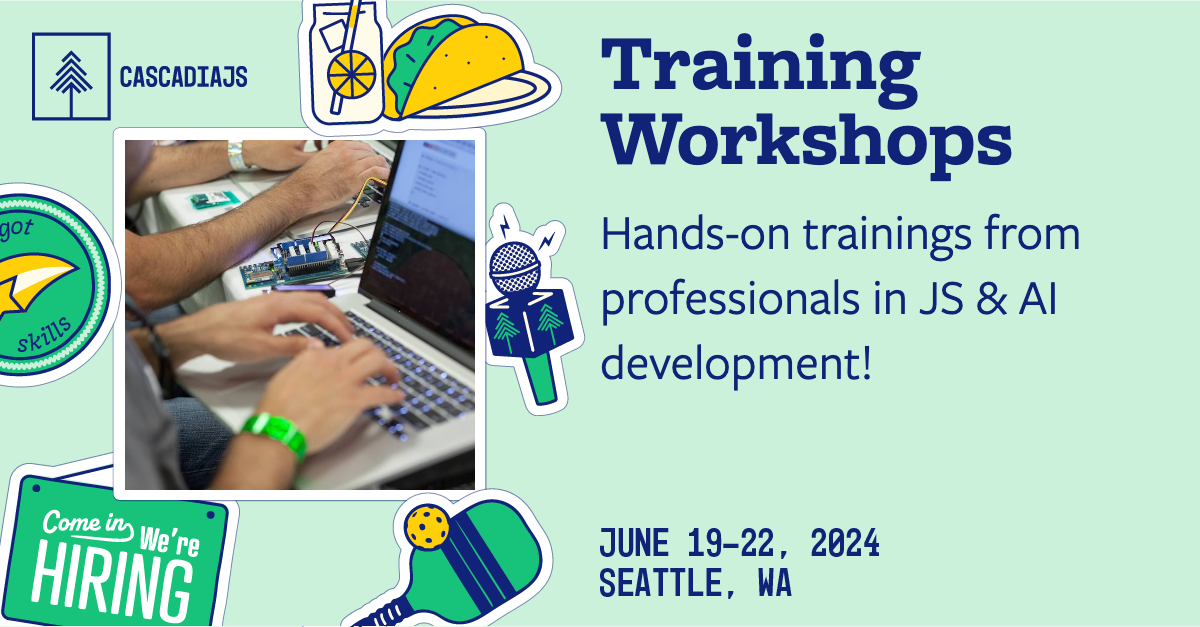 CASCADIAJS
Training
Workshops
Hands-on trainings from
professionals in JS & AI
development!
got
skills
Come in
We're
HIRING
JUNE 19–22, 2024
SEATTLE, WA